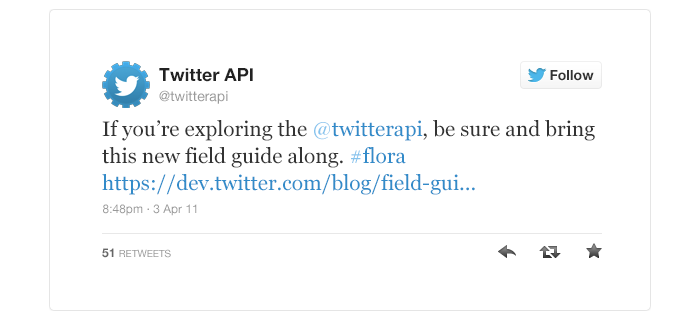 Twitter API
@twitterapi
Follow
If you’re exploring the @twitterapi, be sure and bring
this new field guide along. #flora
https://dev.twitter.com/blog/field-gui...
8:48pm · 3 Apr 11
51 RETWEETS